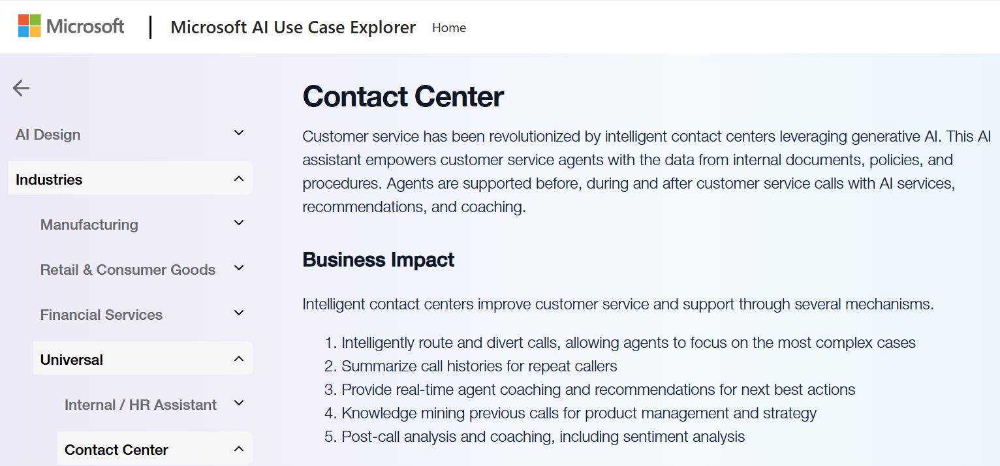 Microsoft
Microsoft AI Use Case Explorer
Home
AI Design
Industries
Manufacturing
Retail & Consumer Goods
Financial Services
Universal
Internal / HR Assistant
Contact Center
Contact Center
Customer service has been revolutionized by intelligent contact centers leveraging generative AI. This AI
assistant empowers customer service agents with the data from internal documents, policies, and
procedures. Agents are supported before, during and after customer service calls with AI services,
recommendations, and coaching.
Business Impact
Intelligent contact centers improve customer service and support through several mechanisms.
1. Intelligently route and divert calls, allowing agents to focus on the most complex cases
2. Summarize call histories for repeat callers
3. Provide real-time agent coaching and recommendations for next best actions
4. Knowledge mining previous calls for product management and strategy
5. Post-call analysis and coaching, including sentiment analysis